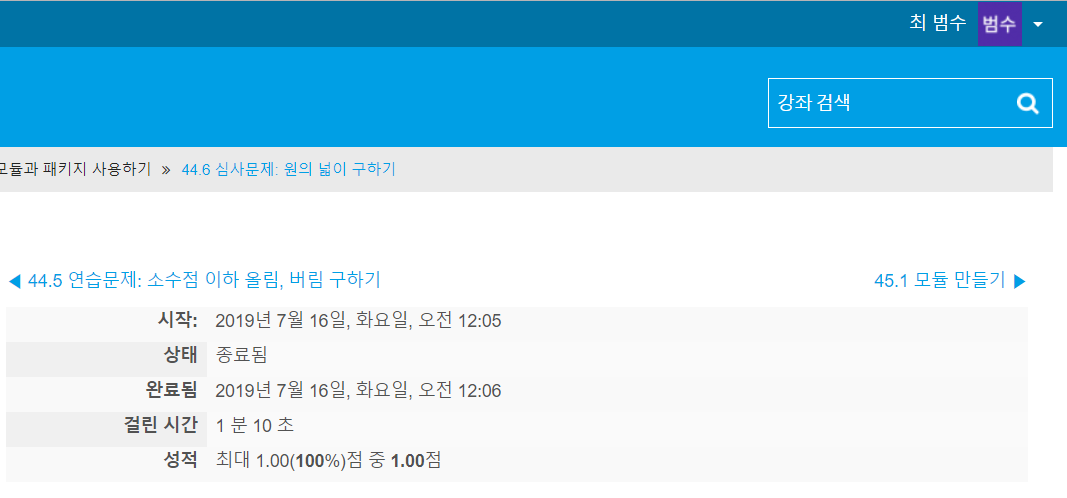 최 범수 범수
강좌 검색
모듈과 패키지 사용하기 » 44.6 심사문제: 원의 넓이 구하기
◀ 44.5 연습문제: 소수점 이하 올림, 버림 구하기 45.1 모듈 만들기 ▶
시작: 2019년 7월 16일, 화요일, 오전 12:05
상태 종료됨
완료됨 2019년 7월 16일, 화요일, 오전 12:06
걸린 시간 1 분 10 초
성적 최대 1.00(100%)점 중 1.00점